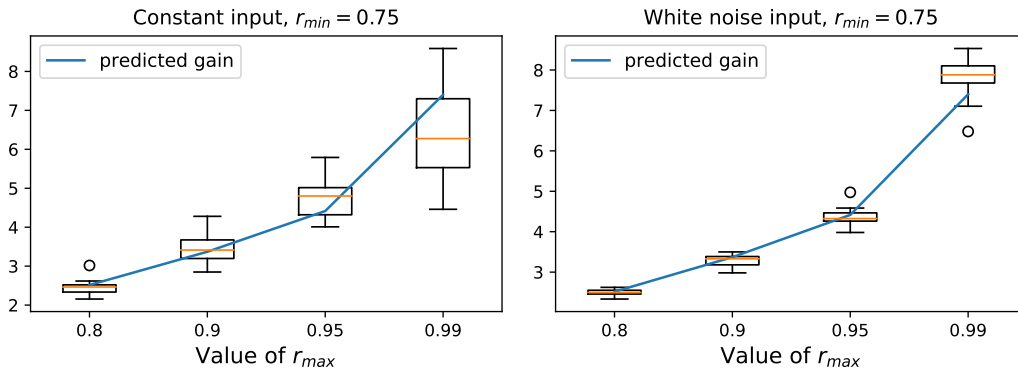 Constant input, r_min = 0.75
predicted gain
8
7
6
5
4
3
2
0.8 0.9 0.95 0.99
Value of r_max
White noise input, r_min = 0.75
predicted gain
8
7
6
5
4
3
0.8 0.9 0.95 0.99
Value of r_max